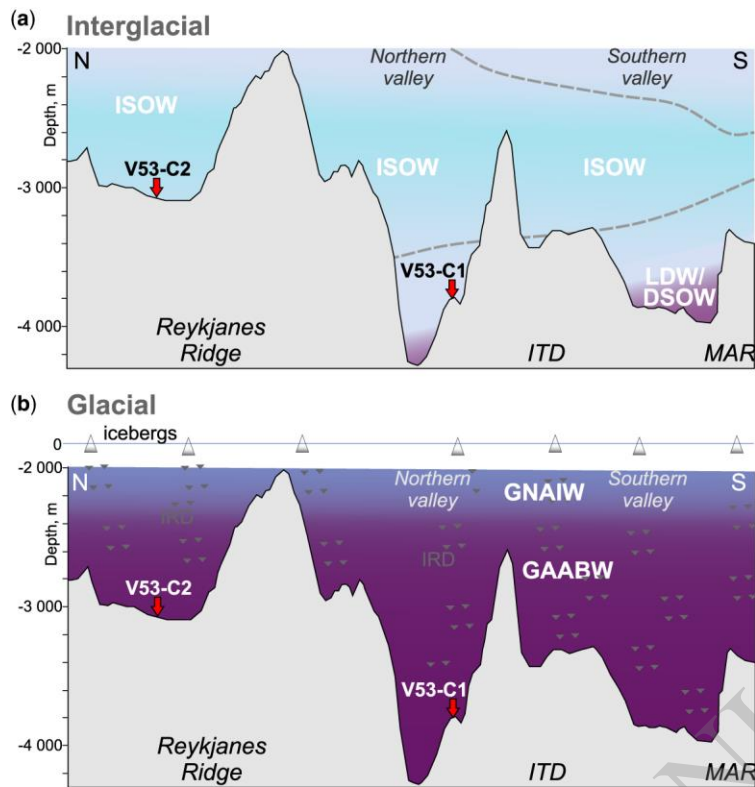 (a) Interglacial
-2 000
N
Northern
valley
Southern
valley
S
Depth, m
ISOW
V53-C2
ISOW
ISOW
-3 000
V53-C1
LDW/
DSOW
-4 000
Reykjanes
Ridge
ITD
MAR
(b) Glacial
icebergs
0
-2 000
N
Northern
valley
GNAIW
Southern
valley
S
Depth, m
IRD
IRD
GAABW
V53-C2
-3 000
V53-C1
-4 000
Reykjanes
Ridge
ITD
MAR